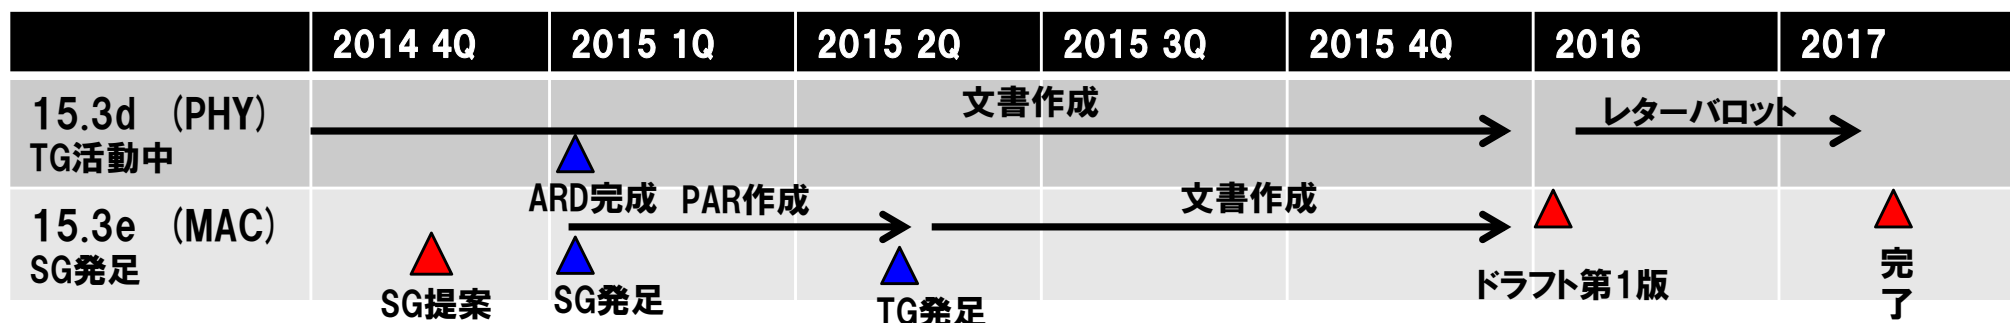 2014 4Q
2015 1Q
2015 2Q
2015 3Q
2015 4Q
2016
2017
15.3d (PHY)
TG活動中
文書作成
レターバロット
ARD完成
15.3e (MAC)
SG発足
PAR作成
文書作成
SG提案
SG発足
TG発足
ドラフト第1版
完
了